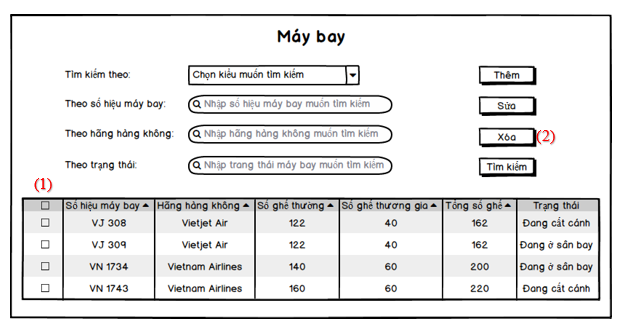 Máy bay
Tìm kiếm theo: Chọn kiểu muốn tìm kiếm Thêm
Theo số hiệu máy bay: Nhập số hiệu máy bay muốn tìm kiếm Sửa
Theo hãng hàng không: Nhập hãng hàng không muốn tìm kiếm Xóa (2)
Theo trạng thái: Nhập trang thái máy bay muốn tìm kiếm Tìm kiếm
(1)
Số hiệu máy bay Hãng hàng không Số ghế thường Số ghế thương gia Tổng số ghế Trạng thái
VJ 308 Vietjet Air 122 40 162 Đang cất cánh
VJ 309 Vietjet Air 122 40 162 Đang ở sân bay
VN 1734 Vietnam Airlines 140 60 200 Đang ở sân bay
VN 1743 Vietnam Airlines 160 60 220 Đang cất cánh